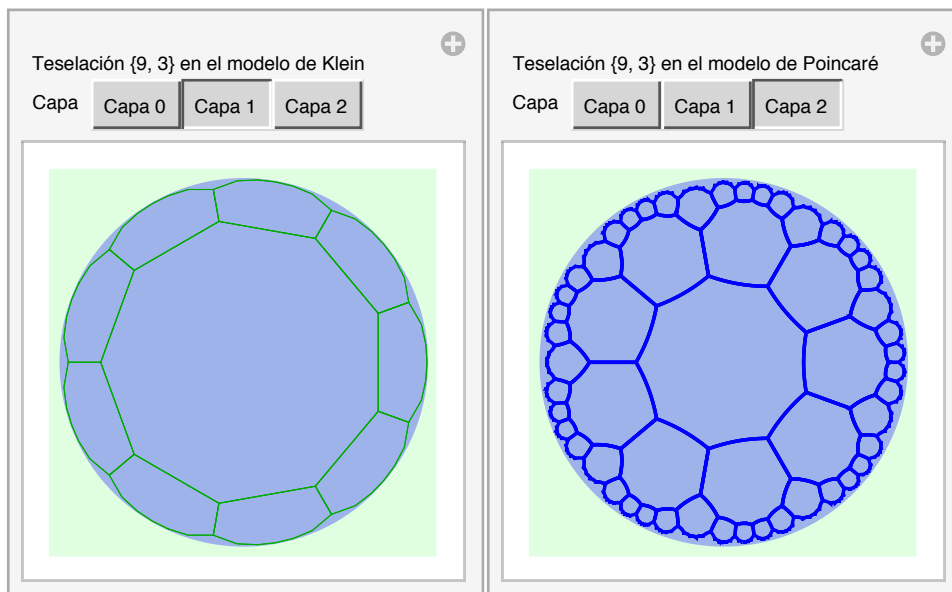 Teselación {9, 3} en el modelo de Klein
Capa Capa 0 Capa 1 Capa 2
Teselación {9, 3} en el modelo de Poincaré
Capa Capa 0 Capa 1 Capa 2